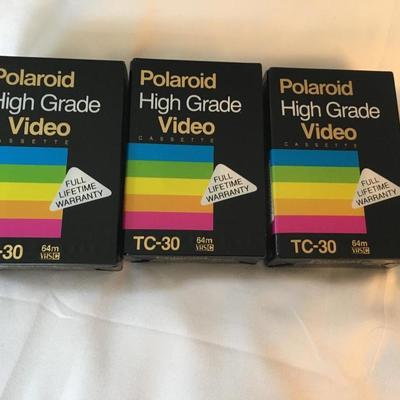 Polaroid
High Grade
Video
CASSETTE
FULL
LIFETIME
WARRANTY
-30
64m
VHS C
Polaroid
High Grade
Video
CASSETTE
FULL
LIFETIME
WARRANTY
TC-30
64m
VHS C
Polaroid
High Grade
Video
CASSETTE
FULL
LIFETIME
WARRANTY
TC-30
64m
VHS C